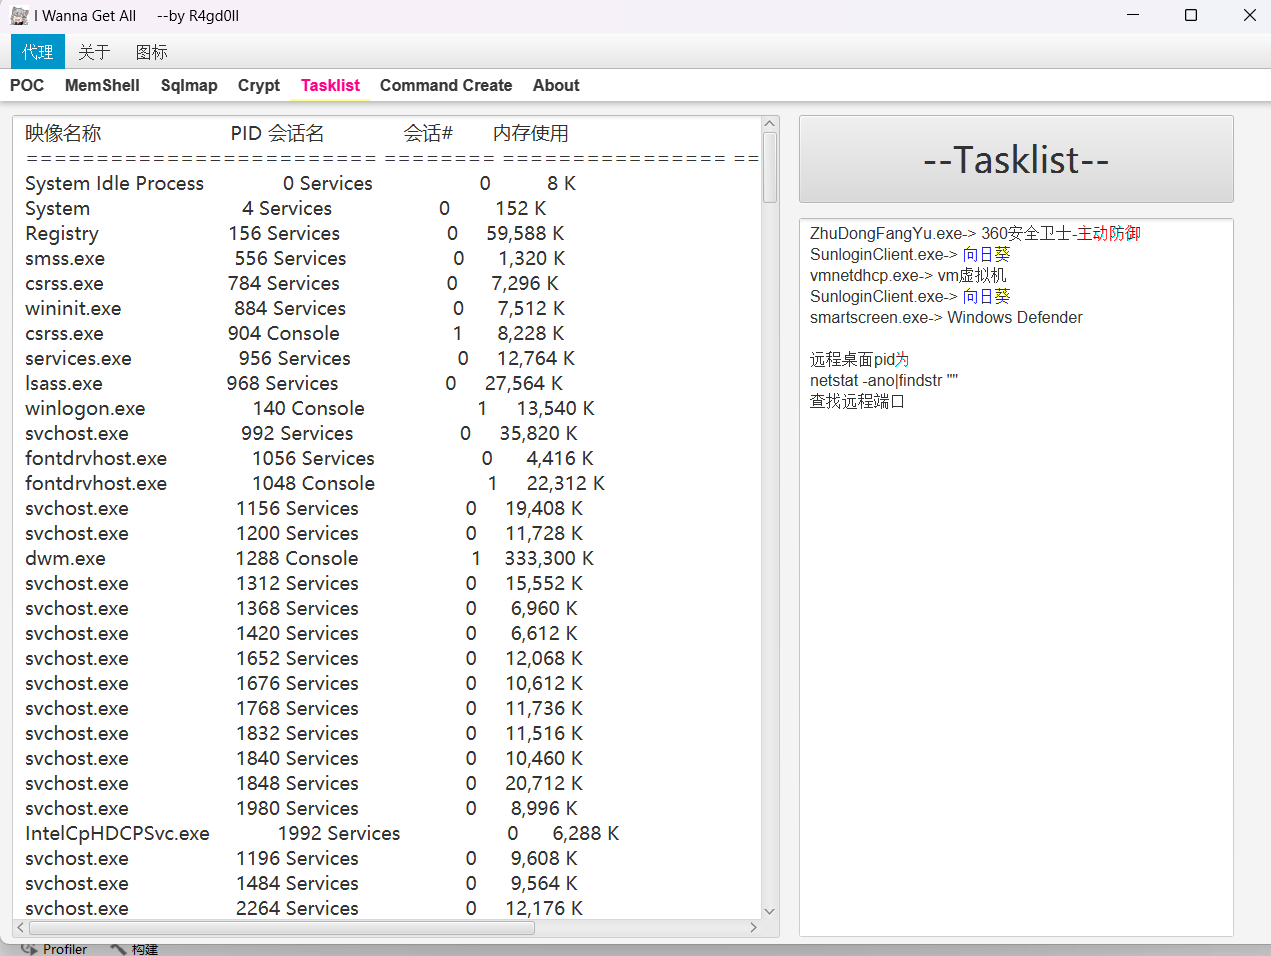 I Wanna Get All --by R4gd0ll
代理 关于 图标
POC MemShell Sqlmap Crypt Tasklist Command Create About
映像名称 PID 会话名 会话# 内存使用
========================= ======== ================ ==
System Idle Process 0 Services 0 8 K
System 4 Services 0 152 K
Registry 156 Services 0 59,588 K
smss.exe 556 Services 0 1,320 K
csrss.exe 784 Services 0 7,296 K
wininit.exe 884 Services 0 7,512 K
csrss.exe 904 Console 1 8,228 K
services.exe 956 Services 0 12,764 K
lsass.exe 968 Services 0 27,564 K
winlogon.exe 140 Console 1 13,540 K
svchost.exe 992 Services 0 35,820 K
fontdrvhost.exe 1056 Services 0 4,416 K
fontdrvhost.exe 1048 Console 1 22,312 K
svchost.exe 1156 Services 0 19,408 K
svchost.exe 1200 Services 0 11,728 K
dwm.exe 1288 Console 1 333,300 K
svchost.exe 1312 Services 0 15,552 K
svchost.exe 1368 Services 0 6,960 K
svchost.exe 1420 Services 0 6,612 K
svchost.exe 1652 Services 0 12,068 K
svchost.exe 1676 Services 0 10,612 K
svchost.exe 1768 Services 0 11,736 K
svchost.exe 1832 Services 0 11,516 K
svchost.exe 1840 Services 0 10,460 K
svchost.exe 1848 Services 0 20,712 K
svchost.exe 1980 Services 0 8,996 K
IntelCpHDCPSvc.exe 1992 Services 0 6,288 K
svchost.exe 1196 Services 0 9,608 K
svchost.exe 1484 Services 0 9,564 K
svchost.exe 2264 Services 0 12,176 K
--Tasklist--
ZhuDongFangYu.exe-> 360安全卫士-主动防御
SunloginClient.exe-> 向日葵
vmnetdhcp.exe-> vm虚拟机
SunloginClient.exe-> 向日葵
smartscreen.exe-> Windows Defender
远程桌面pid为
netstat -ano|findstr ""
查找远程端口
Profiler 构建